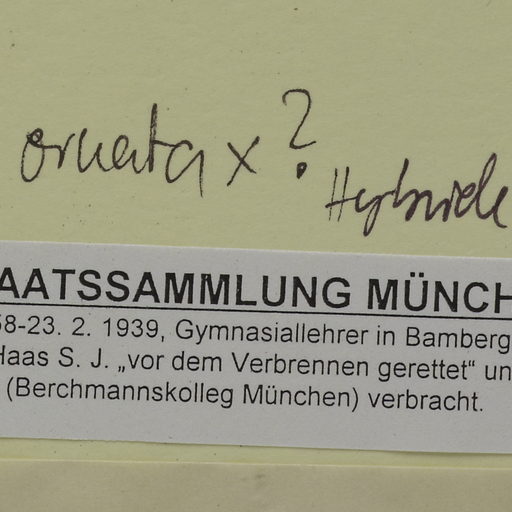 ornata x ?
Hybride
AATSSAMMLUNG MÜNCH
58-23. 2. 1939, Gymnasiallehrer in Bamberg
Haas S. J. „vor dem Verbrennen gerettet“ un
(Berchmannskolleg München) verbracht.